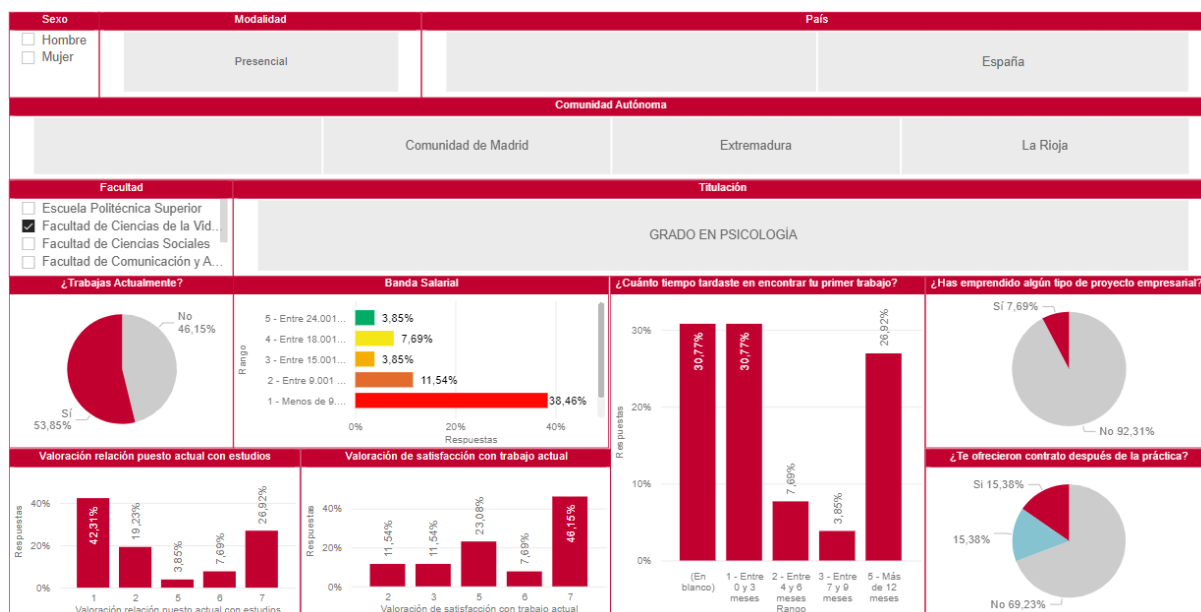 Sexo
Modalidad
País
Hombre
Mujer
Presencial
España
Comunidad Autónoma
Comunidad de Madrid
Extremadura
La Rioja
Facultad
Titulación
Escuela Politécnica Superior
Facultad de Ciencias de la Vid...
Facultad de Ciencias Sociales
Facultad de Comunicación y A...
GRADO EN PSICOLOGÍA
¿Trabajas Actualmente?
No
46,15%
Sí
53,85%
Banda Salarial
Rango
5 - Entre 24.001...
3,85%
4 - Entre 18.001...
7,69%
3 - Entre 15.001...
3,85%
2 - Entre 9.001 ...
11,54%
1 - Menos de 9....
38,46%
0%
20%
40%
Respuestas
¿Cuánto tiempo tardaste en encontrar tu primer trabajo?
Respuestas
30%
20%
10%
0%
30,77%
30,77%
7,69%
3,85%
26,92%
(En
blanco)
1 - Entre
0 y 3
meses
2 - Entre
4 y 6
meses
3 - Entre
7 y 9
meses
5 - Más
de 12
meses
Rango
¿Has emprendido algún tipo de proyecto empresarial?
Sí 7,69%
No 92,31%
Valoración relación puesto actual con estudios
Respuestas
40%
20%
0%
42,31%
19,23%
3,85%
7,69%
26,92%
1
2
5
6
7
Valoración relación puesto actual con estudios
Valoración de satisfacción con trabajo actual
Respuestas
40%
20%
0%
11,54%
11,54%
23,08%
7,69%
46,15%
2
3
5
6
7
Valoración de satisfacción con trabajo actual
¿Te ofrecieron contrato después de la práctica?
Si 15,38%
15,38%
No 69,23%